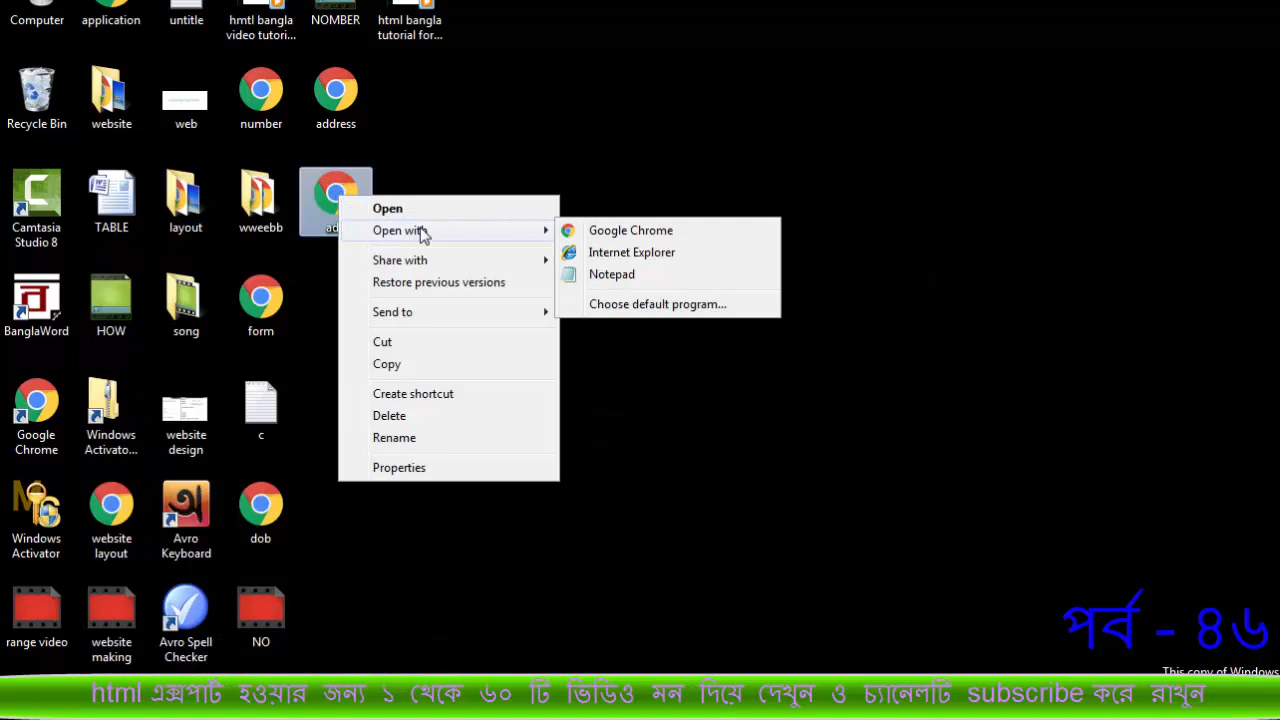 Computer
application
untitle
hmtl bangla
video tutori...
NOMBER
html bangla
tutorial for...
Recycle Bin
website
web
number
address
Camtasia
Studio 8
TABLE
layout
wweebb
ad
Open
Open with
Share with
Restore previous versions
Send to
Cut
Copy
Create shortcut
Delete
Rename
Properties
Google Chrome
Internet Explorer
Notepad
Choose default program...
BanglaWord
HOW
song
form
Google
Chrome
Windows
Activato...
website
design
c
Windows
Activator
website
layout
Avro
Keyboard
dob
range video
website
making
Avro Spell
Checker
NO
পর্ব - ৪৬
This copy of Windows
html এক্সপার্ট হওয়ার জন্য ১ থেকে ৬০ টি ভিডিও মন দিয়ে দেখুন ও চ্যানেলটি subscribe করে রাখুন